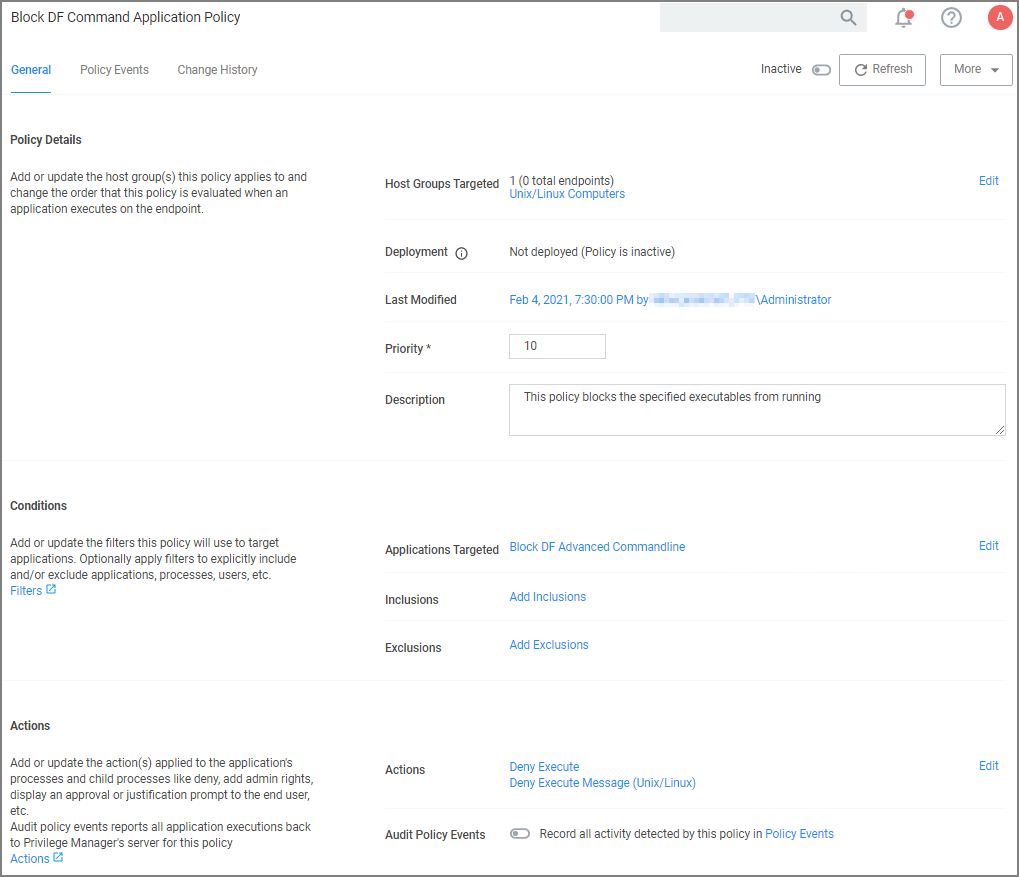 Block DF Command Application Policy
A
General Policy Events Change History
Inactive Refresh More
Policy Details
Add or update the host group(s) this policy applies to and
change the order that this policy is evaluated when an
application executes on the endpoint.
Host Groups Targeted 1 (0 total endpoints) Edit
Unix/Linux Computers
Deployment Not deployed (Policy is inactive)
Last Modified Feb 4, 2021, 7:30:00 PM by \Administrator
Priority * 10
Description This policy blocks the specified executables from running
Conditions
Add or update the filters this policy will use to target
applications. Optionally apply filters to explicitly include
and/or exclude applications, processes, users, etc.
Filters
Applications Targeted Block DF Advanced Commandline Edit
Inclusions Add Inclusions
Exclusions Add Exclusions
Actions
Add or update the action(s) applied to the application's
processes and child processes like deny, add admin rights,
display an approval or justification prompt to the end user,
etc.
Audit policy events reports all application executions back
to Privilege Manager's server for this policy
Actions
Actions Deny Execute Edit
Deny Execute Message (Unix/Linux)
Audit Policy Events Record all activity detected by this policy in Policy Events